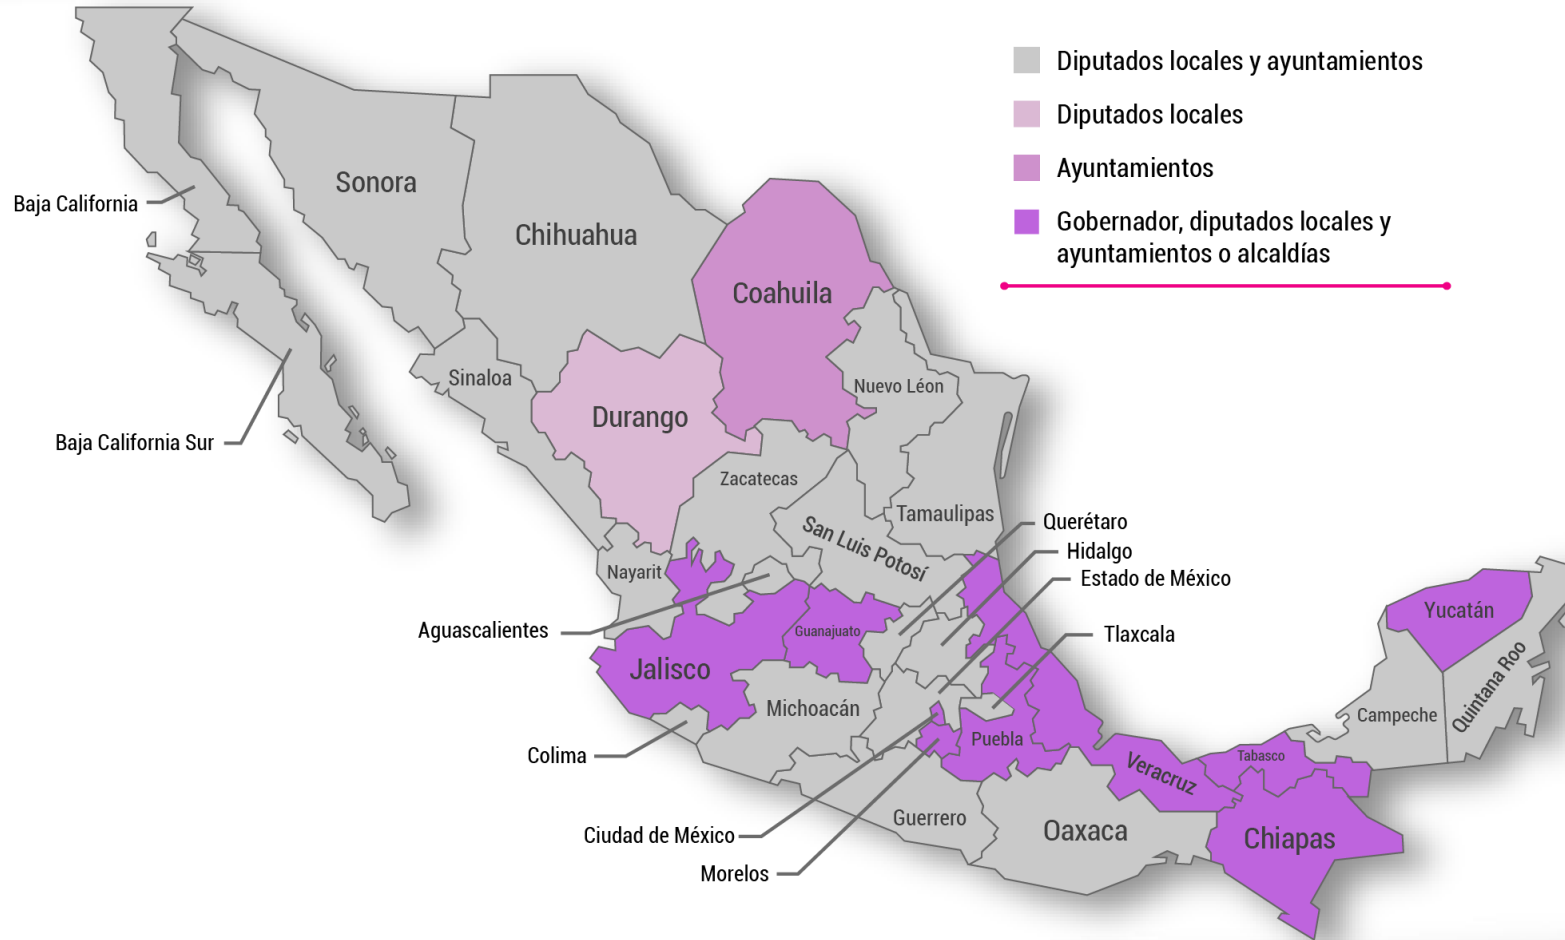 Diputados locales y ayuntamientos
Diputados locales
Ayuntamientos
Gobernador, diputados locales y
ayuntamientos o alcaldías
Baja California
Sonora
Chihuahua
Coahuila
Baja California Sur
Sinaloa
Durango
Nuevo Léon
Zacatecas
Tamaulipas
San Luis Potosí
Querétaro
Hidalgo
Estado de México
Nayarit
Aguascalientes
Guanajuato
Tlaxcala
Yucatán
Jalisco
Michoacán
Quintana Roo
Campeche
Colima
Puebla
Veracruz
Tabasco
Ciudad de México
Guerrero
Oaxaca
Chiapas
Morelos